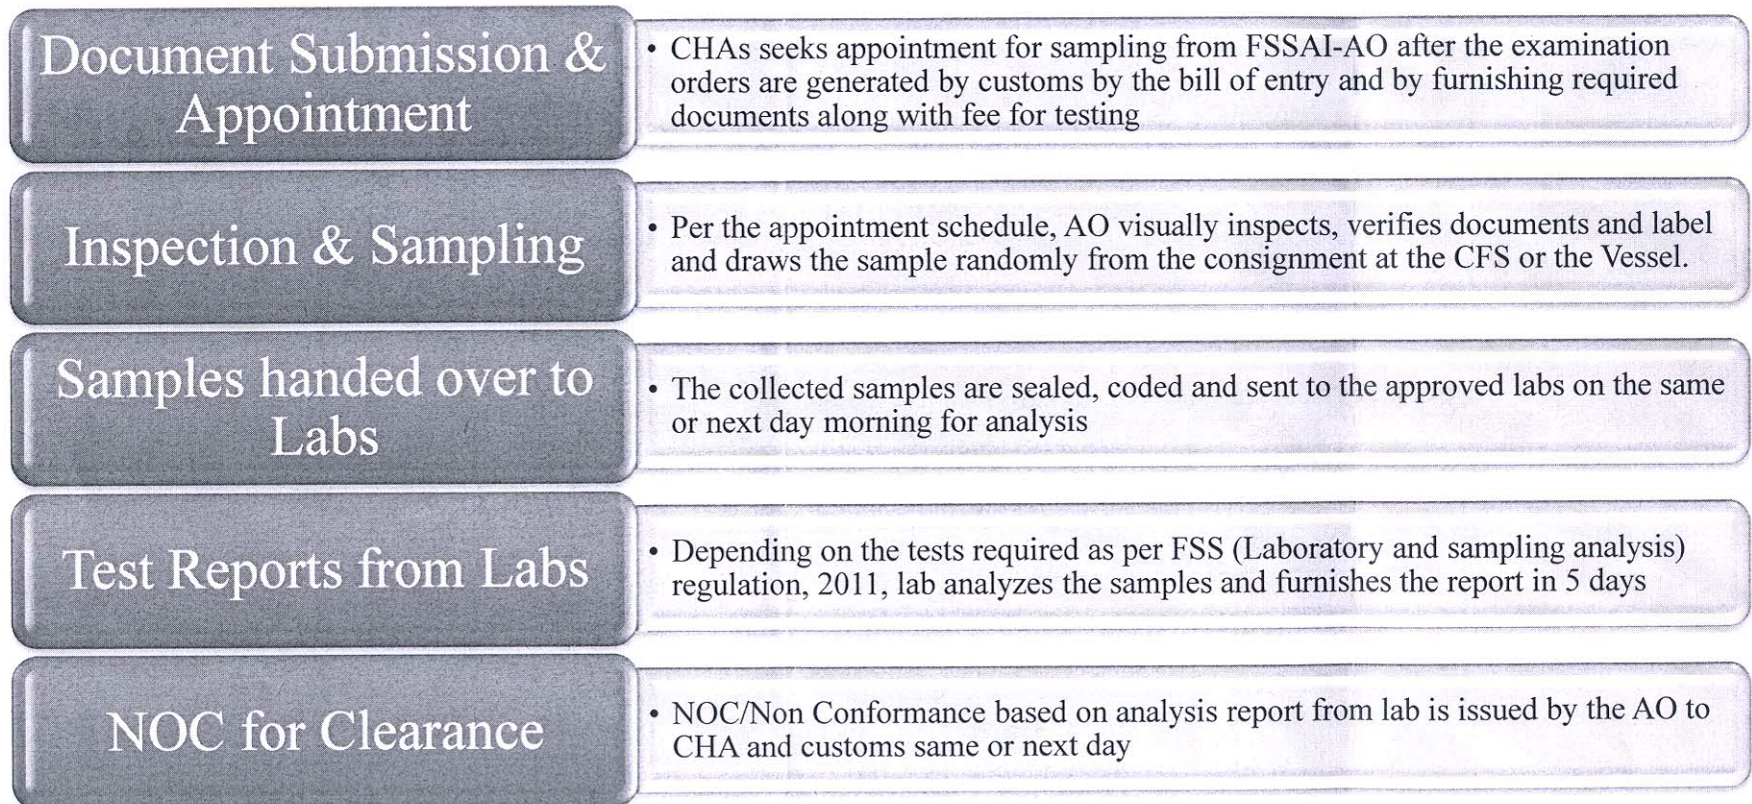 Document Submission &
Appointment
• CHAs seeks appointment for sampling from FSSAI-AO after the examination
orders are generated by customs by the bill of entry and by furnishing required
documents along with fee for testing
Inspection & Sampling
• Per the appointment schedule, AO visually inspects, verifies documents and label
and draws the sample randomly from the consignment at the CFS or the Vessel.
Samples handed over to
Labs
• The collected samples are sealed, coded and sent to the approved labs on the same
or next day morning for analysis
Test Reports from Labs
• Depending on the tests required as per FSS (Laboratory and sampling analysis)
regulation, 2011, lab analyzes the samples and furnishes the report in 5 days
NOC for Clearance
• NOC/Non Conformance based on analysis report from lab is issued by the AO to
CHA and customs same or next day